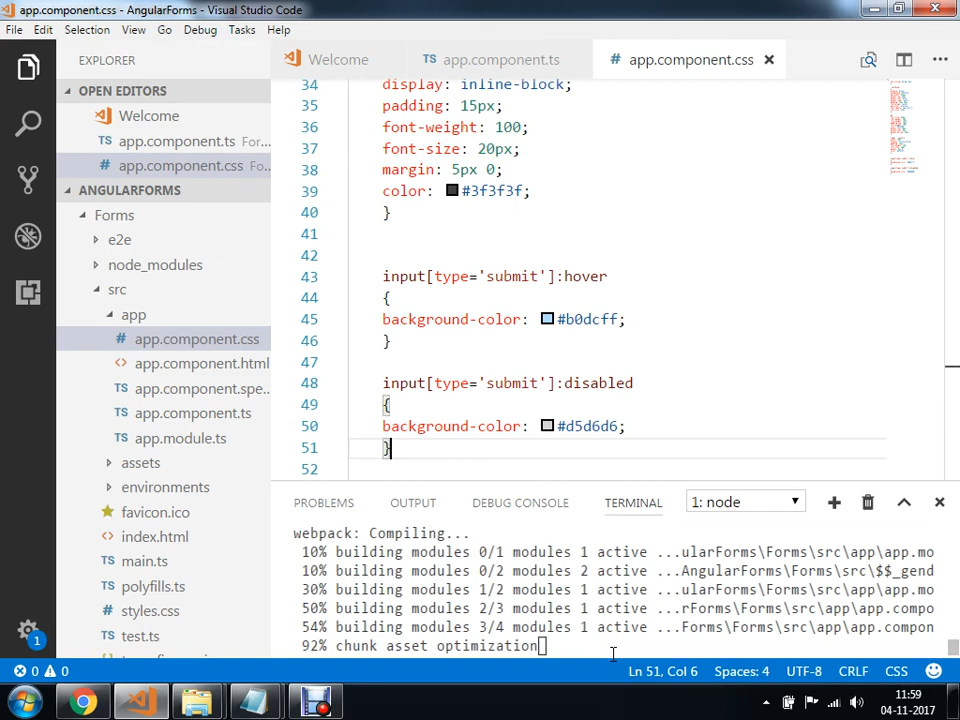 app.component.css - AngularForms - Visual Studio Code
File Edit Selection View Go Debug Tasks Help
EXPLORER
Welcome
TS app.component.ts
# app.component.css ×
OPEN EDITORS
Welcome
TS app.component.ts For...
# app.component.css Fo...
ANGULARFORMS
Forms
e2e
node_modules
src
app
# app.component.css
<> app.component.html
TS app.component.spe...
TS app.component.ts
TS app.module.ts
assets
environments
favicon.ico
<> index.html
TS main.ts
TS polyfills.ts
# styles.css
TS test.ts
34 display: inline-block;
35 padding: 15px;
36 font-weight: 100;
37 font-size: 20px;
38 margin: 5px 0;
39 color: #3f3f3f;
40 }
41
42
43 input[type='submit']:hover
44 {
45 background-color: #b0dcff;
46 }
47
48 input[type='submit']:disabled
49 {
50 background-color: #d5d6d6;
51 }
52
PROBLEMS OUTPUT DEBUG CONSOLE TERMINAL 1: node
webpack: Compiling...
10% building modules 0/1 modules 1 active ...ularForms\Forms\src\app\app.mo
10% building modules 0/2 modules 2 active ...AngularForms\Forms\src\$$_gend
30% building modules 1/2 modules 1 active ...ularForms\Forms\src\app\app.mo
50% building modules 2/3 modules 1 active ...rForms\Forms\src\app\app.compo
54% building modules 3/4 modules 1 active ...Forms\Forms\src\app\app.compon
92% chunk asset optimization
1
0 0 Ln 51, Col 6 Spaces: 4 UTF-8 CRLF CSS
11:59
04-11-2017